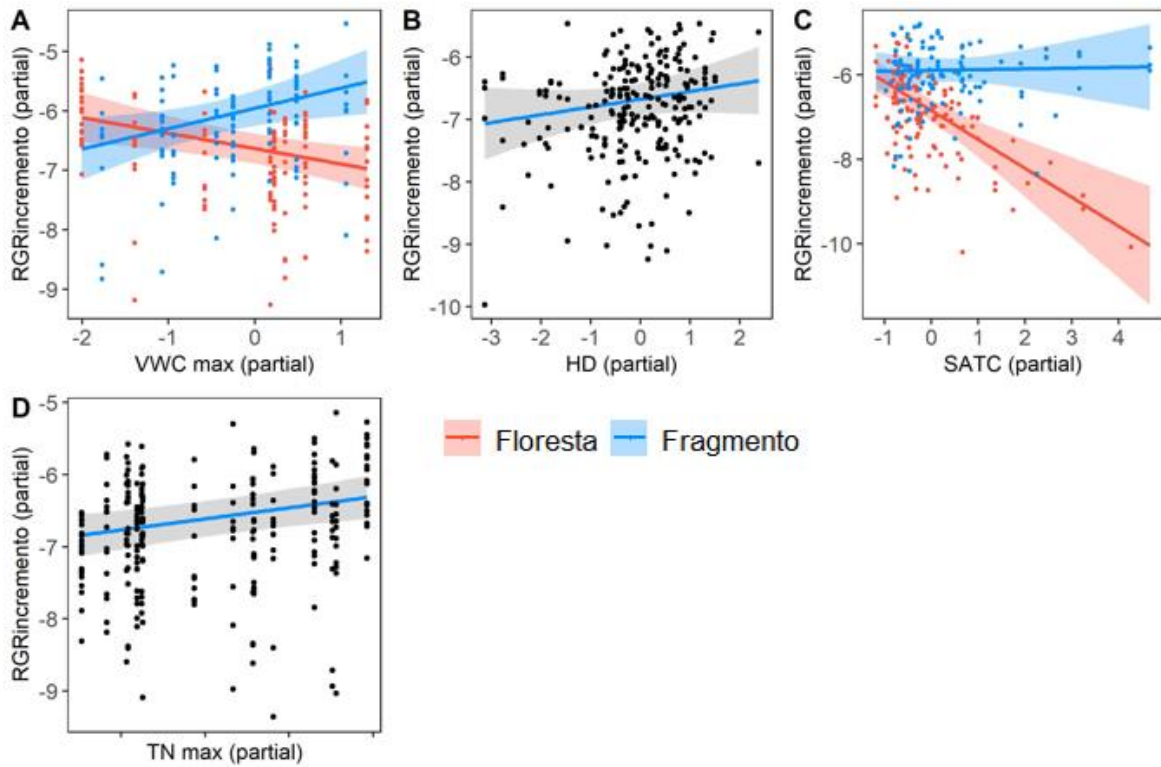 A
RGRincremento (partial)
-5
-6
-7
-8
-9
-2
-1
0
1
VWC max (partial)
B
RGRincremento (partial)
-6
-7
-8
-9
-10
-3
-2
-1
0
1
2
HD (partial)
C
RGRincremento (partial)
-6
-8
-10
-1
0
1
2
3
4
SATC (partial)
D
RGRincremento (partial)
-5
-6
-7
-8
-9
TN max (partial)
Floresta Fragmento